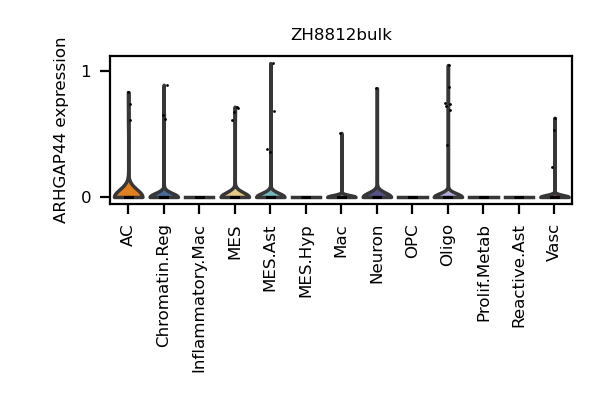 ZH8812bulk
ARHGAP44 expression
1
0
AC
Chromatin.Reg
Inflammatory.Mac
MES
MES.Ast
MES.Hyp
Mac
Neuron
OPC
Oligo
Prolif.Metab
Reactive.Ast
Vasc